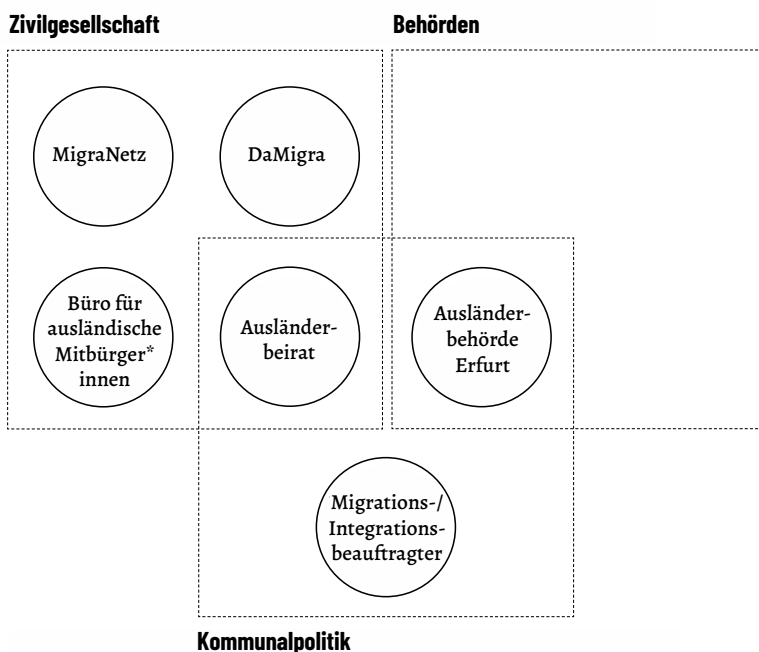 Zivilgesellschaft
Behörden
MigraNetz
DaMigra
Büro für
ausländische
Mitbürger*
innen
Ausländer-
beirat
Ausländer-
behörde
Erfurt
Migrations-/
Integrations-
beauftragter
Kommunalpolitik